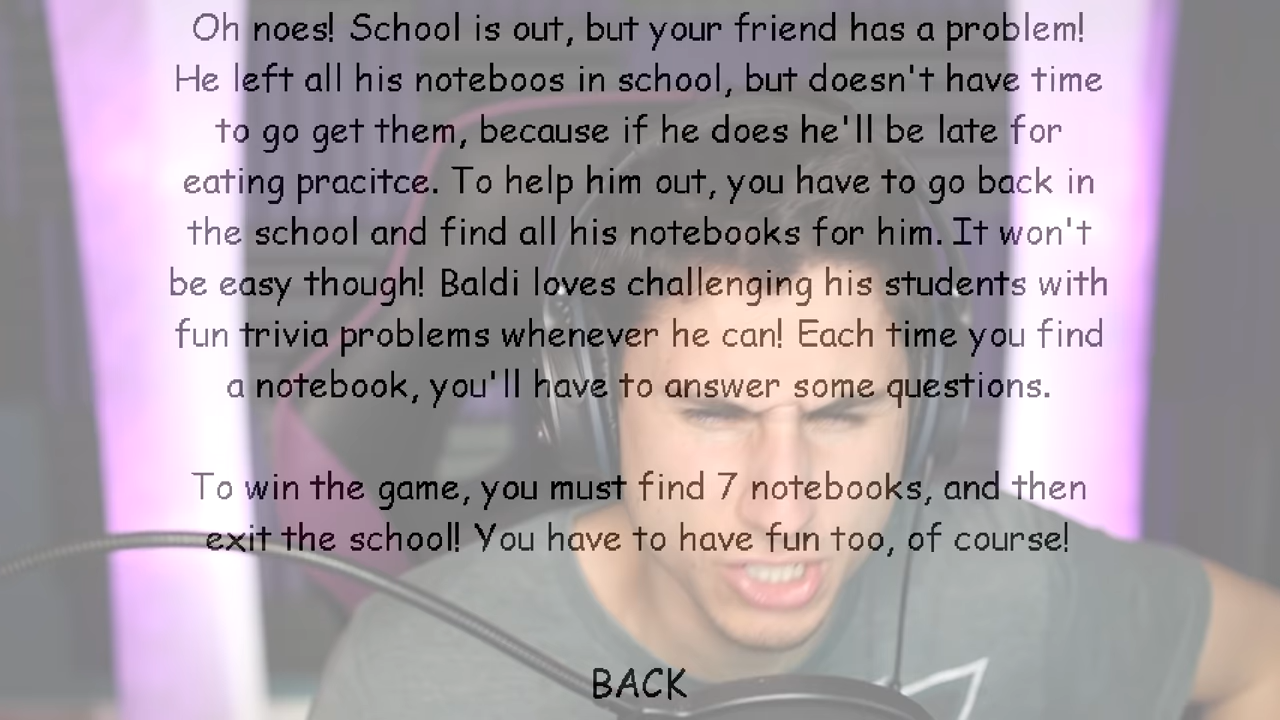 Oh noes! School is out, but your friend has a problem!
He left all his noteboos in school, but doesn't have time
to go get them, because if he does he'll be late for
eating pracitce. To help him out, you have to go back in
the school and find all his notebooks for him. It won't
be easy though! Baldi loves challenging his students with
fun trivia problems whenever he can! Each time you find
a notebook, you'll have to answer some questions.
To win the game, you must find 7 notebooks, and then
exit the school! You have to have fun too, of course!
BACK